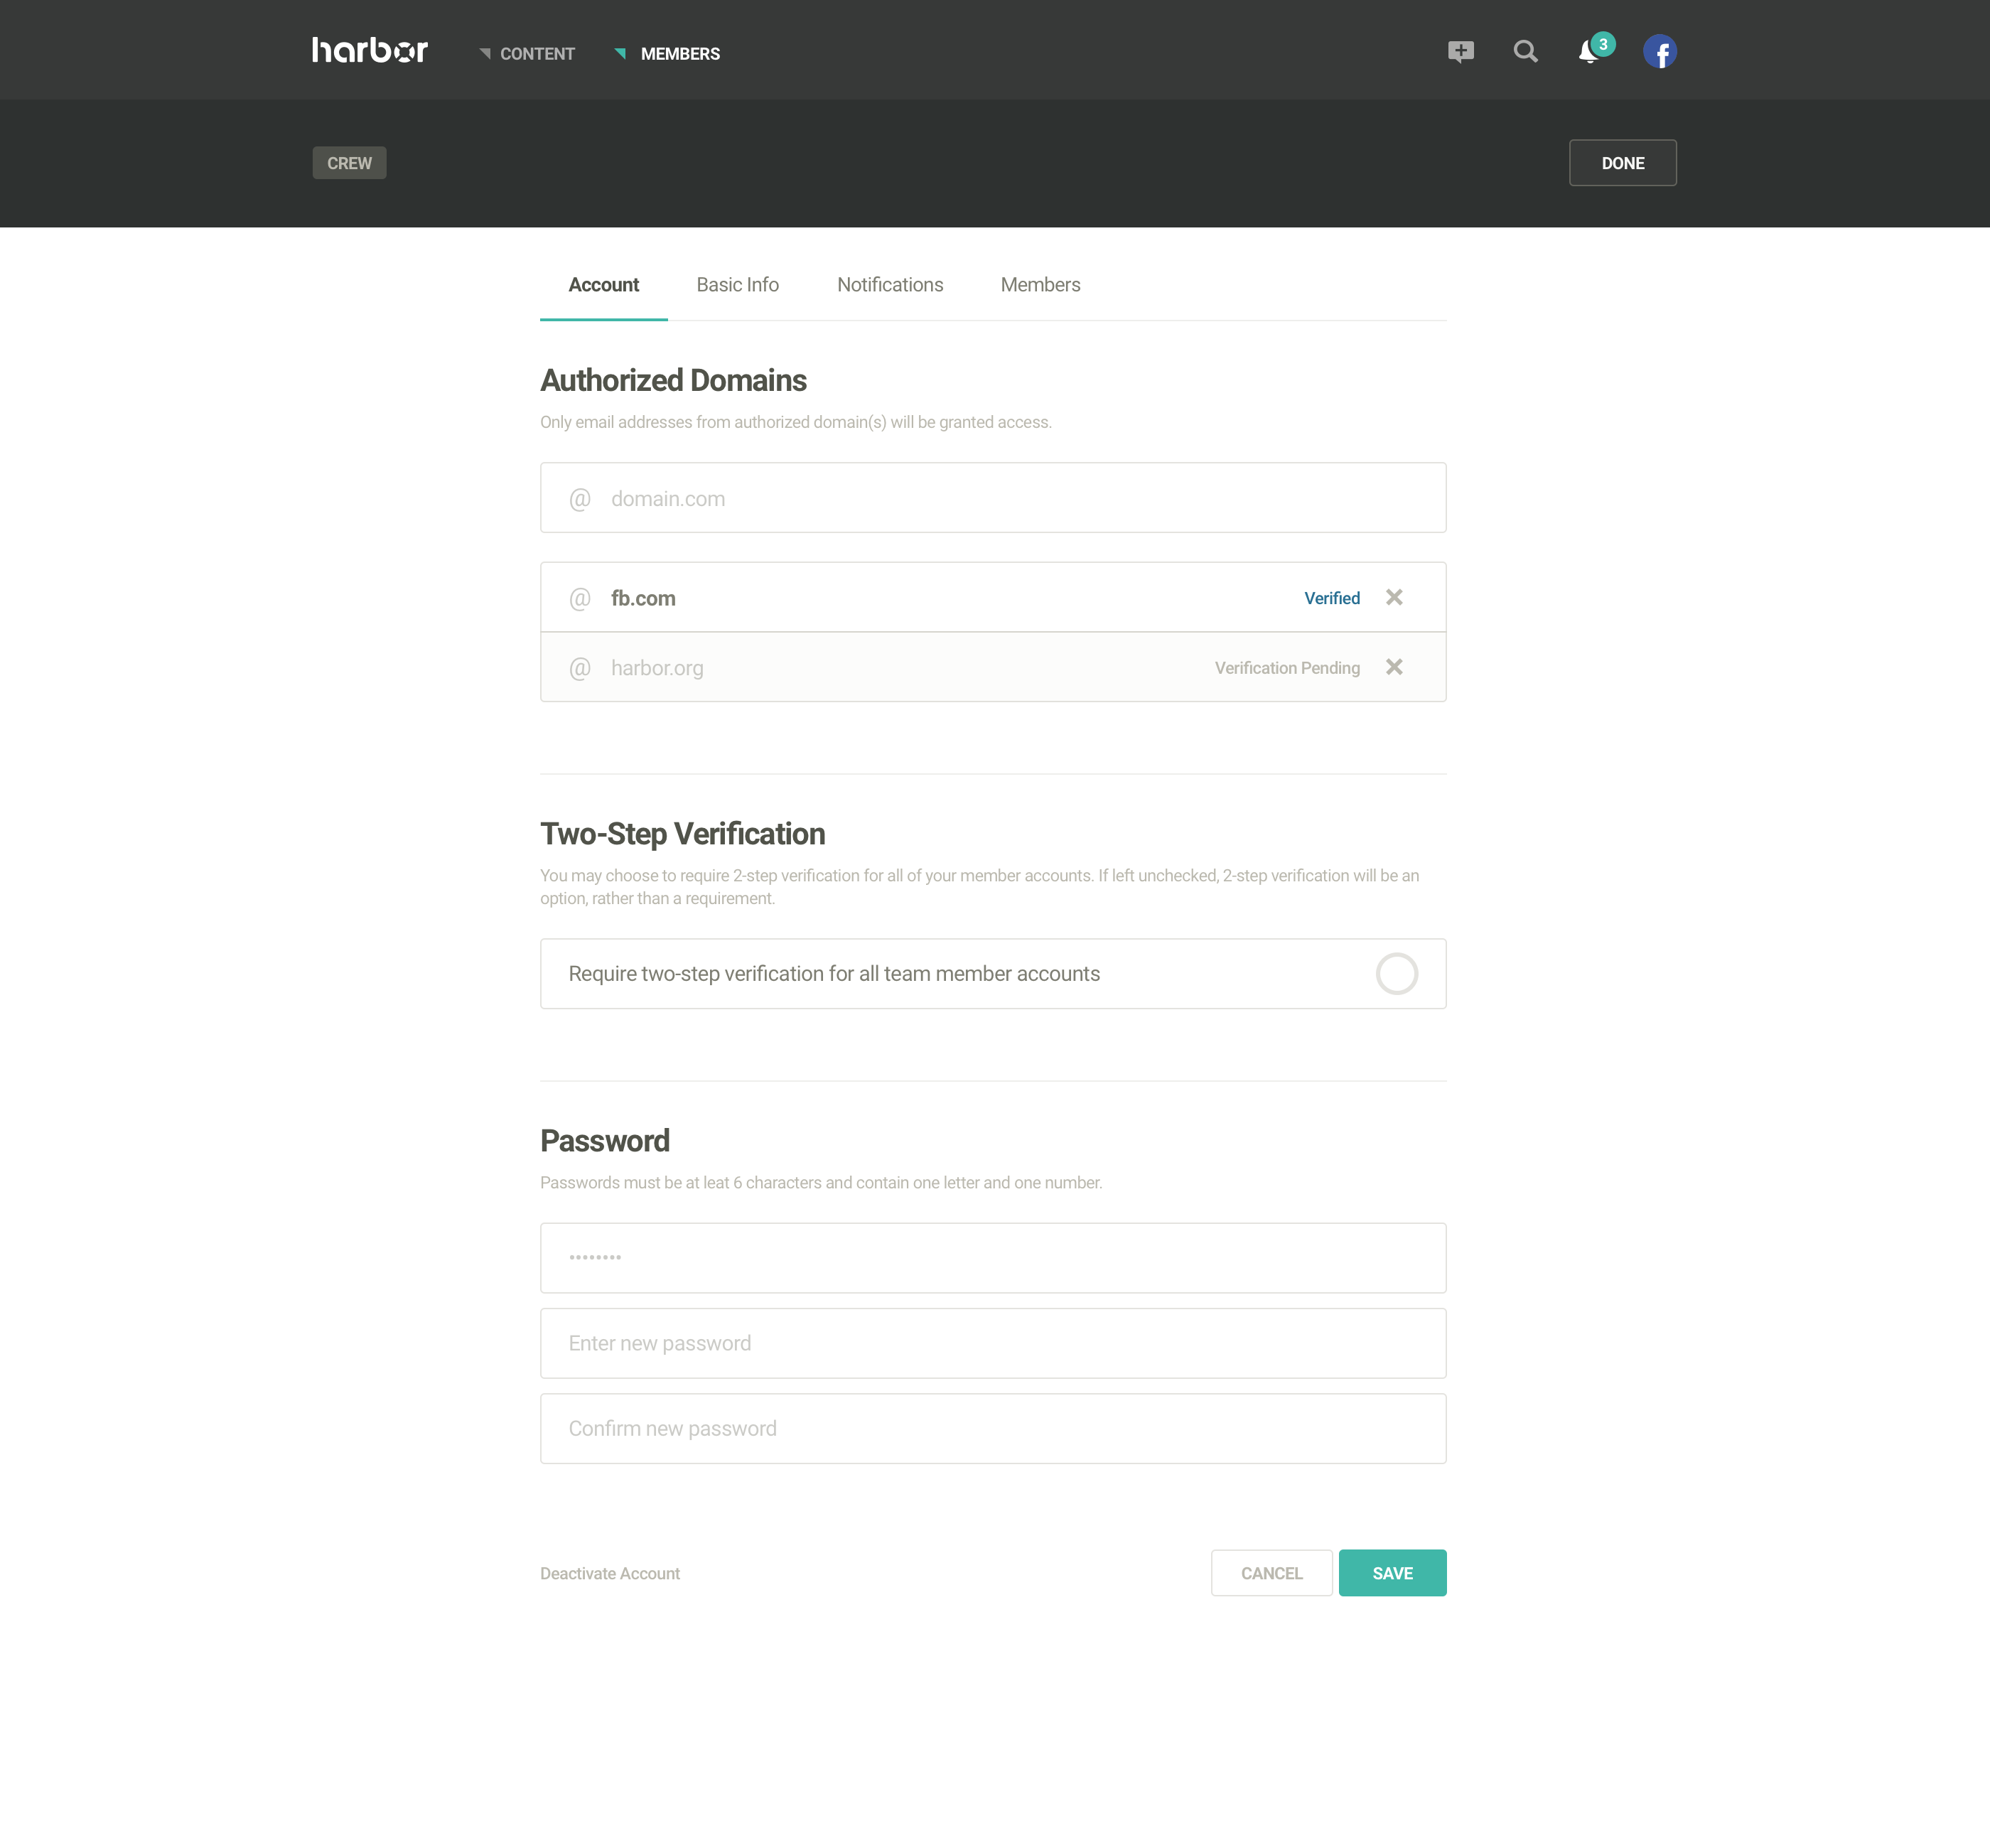 harbor
CONTENT
MEMBERS
3
CREW
DONE
Account
Basic Info
Notifications
Members
Authorized Domains
Only email addresses from authorized domain(s) will be granted access.
@ domain.com
@ fb.com Verified
@ harbor.org Verification Pending
Two-Step Verification
You may choose to require 2-step verification for all of your member accounts. If left unchecked, 2-step verification will be an
option, rather than a requirement.
Require two-step verification for all team member accounts
Password
Passwords must be at leat 6 characters and contain one letter and one number.
••••••••
Enter new password
Confirm new password
Deactivate Account
CANCEL
SAVE